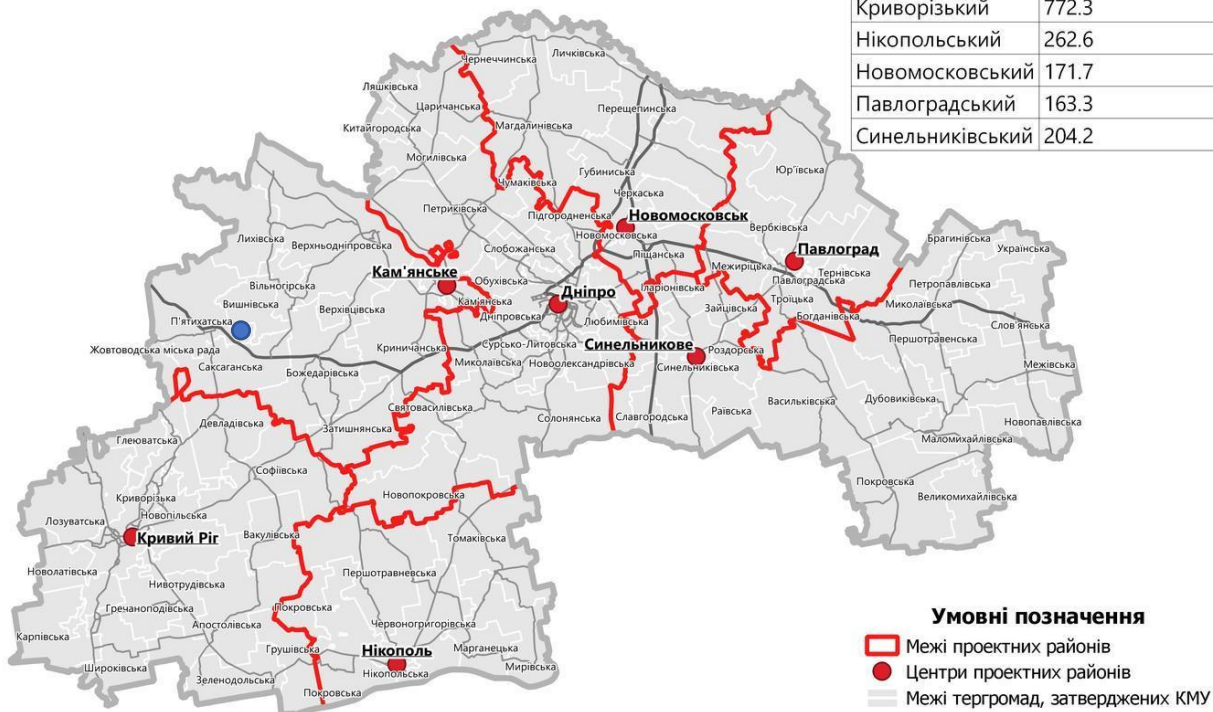 Криворізький 772.3
Нікопольський 262.6
Новомосковський 171.7
Павлоградський 163.3
Синельниківський 204.2
Личківська
Чернеччинська
Ляшківська
Царичанська
Перещепинська
Китайгородська
Магдалинівська
Могилівська
Губиниська
Юр'ївська
Чумаківська
Черкаська
Петриківська
Підгородненська
Новомосковськ
Новомосковська
Вербківська
Лихівська
Верхньодніпровська
Слобожанська
Піщанська
Павлоград
Брагинівська
Українська
Межиріцька
Кам'янське
Обухівська
Тернівська
Павлоградська
Вільногірська
Дніпро
Іларіонівська
Петропавлівська
Вишнівська
Кам'янська
Троїцька
Миколаївська
Верхівцівська
Дніпровська
Зайцівська
Богданівська
П'ятихатська
Любимівська
Слов'янська
Криничанська
Сурсько-Литовська
Синельникове
Роздорська
Першотравенська
Жовтоводська міська рада
Миколаївська
Новоолександрівська
Синельниківська
Межівська
Саксаганська
Божедарівська
Святовасилівська
Солонянська
Славгородська
Раївська
Васильківська
Дубовиківська
Девладівська
Затишнянська
Новопавлівська
Глеюватська
Маломихайлівська
Софіївська
Покровська
Криворізька
Новопокровська
Великомихайлівська
Лозуватська
Новопільська
Кривий Ріг
Вакулівська
Томаківська
Новолатівська
Нивотрудівська
Першотравневська
Гречаноподівська
Покровська
Апостолівська
Червоногригорівська
Карпівська
Грушівська
Нікополь
Марганецька
Широківська
Зеленодольська
Нікопольська
Мирівська
Покровська
Умовні позначення
Межі проектних районів
Центри проектних районів
Межі тергромад, затверджених КМУ